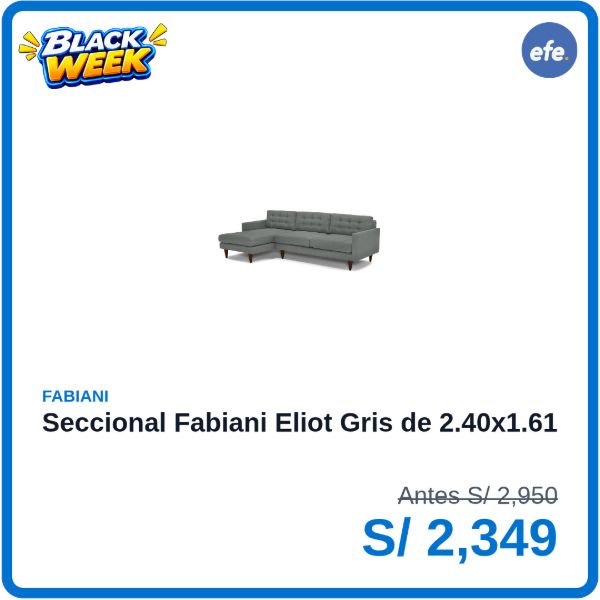 BLACK
WEEK
efe.
FABIANI
Seccional Fabiani Eliot Gris de 2.40x1.61
Antes S/ 2,950
S/ 2,349